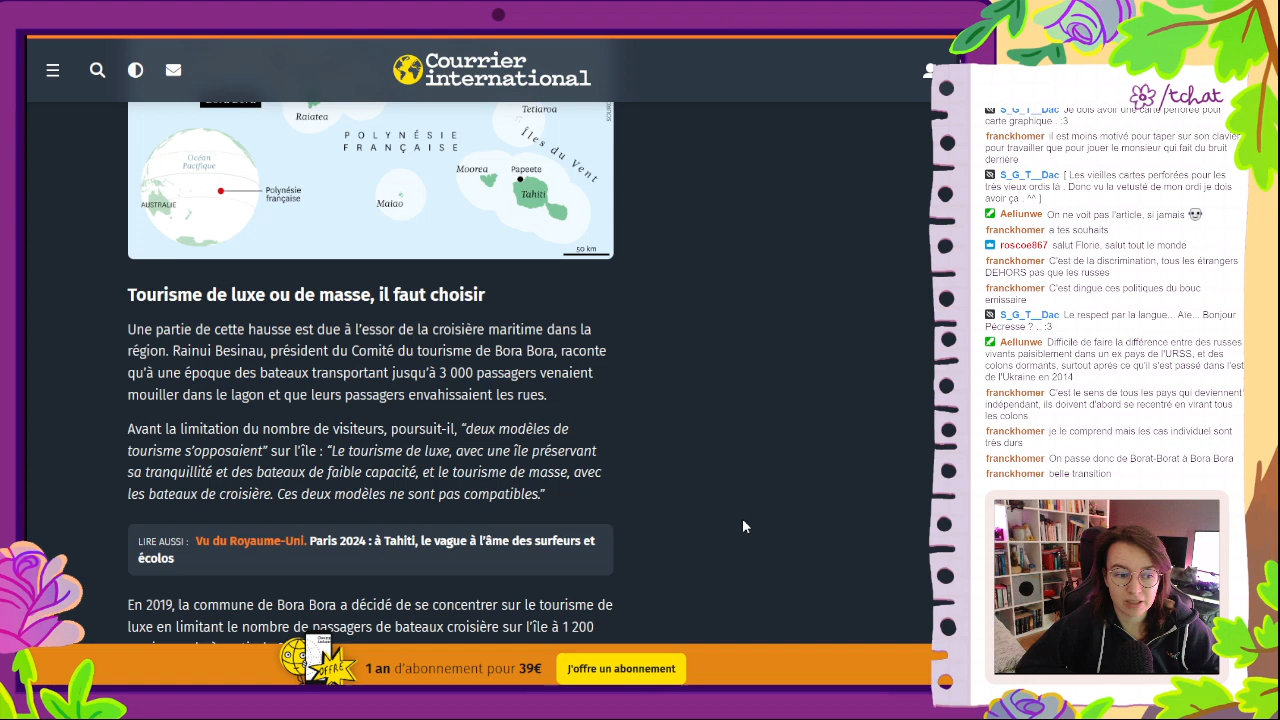 Courrier
international
Raiatea
Tetiaroa
POLYNÉSIE
FRANÇAISE
Îles du Vent
Océan
Pacifique
Moorea
Papeete
Polynésie
française
Tahiti
AUSTRALIE
Maiao
50 km
Tourisme de luxe ou de masse, il faut choisir
Une partie de cette hausse est due à l'essor de la croisière maritime dans la
région. Rainui Besinau, président du Comité du tourisme de Bora Bora, raconte
qu'à une époque des bateaux transportant jusqu'à 3 000 passagers venaient
mouiller dans le lagon et que leurs passagers envahissaient les rues.
Avant la limitation du nombre de visiteurs, poursuit-il, “deux modèles de
tourisme s'opposaient” sur l'île : “Le tourisme de luxe, avec une île préservant
sa tranquillité et des bateaux de faible capacité, et le tourisme de masse, avec
les bateaux de croisière. Ces deux modèles ne sont pas compatibles.”
LIRE AUSSI : Vu du Royaume-Uni. Paris 2024 : à Tahiti, le vague à l'âme des surfeurs et
écolos
En 2019, la commune de Bora Bora a décidé de se concentrer sur le tourisme de
luxe en limitant le nombre de passagers de bateaux croisière sur l'île à 1 200
OFFRE
1 an d'abonnement pour 39€
J'offre un abonnement
/tchat
S_G_T__Dac Je dois avoir une carte perforée pour
carte graphique . :3
franckhomer il est moins motivé pour taper sur son clavier
pour travailler que pour jouer le monsieur qui fait du bruit
derriére
S_G_T__Dac [ Les vieilles cartes perforées pour les
très vieux ordis là . Donc vu la vetusté de mon ordi je dois
avoir ça . ^^ ]
Aeliunwe On ne voit pas l'article, si jamais
franckhomer a tes souhaits
roscoe867 salut Florie, salut tout le monde
franckhomer C'est de la discrimination, tous les étrangers
DEHORS pas que les russes
franckhomer C'est dingue ces politiques du bouc
emissaire
S_G_T__Dac Le respect par la langue... Aie... Bonjour
Pécresse ? .. :3
Aeliunwe Difficile de faire la différence entre des russes
vivants paisiblement dans un ex pays de l'URSS, et des
colons dormants, surtout après ce qu'il s'est passé dans l'est
de l'Ukraine en 2014
franckhomer C'est le sens de tous les pays qui deviennent
indépendant, ils doivent d'abord se recentré en virant tous
les colons
franckhomer je le comprend mais les cas individuel sont
très durs
franckhomer On passe donc de Borat-Borat à Bora Bora
franckhomer belle transition